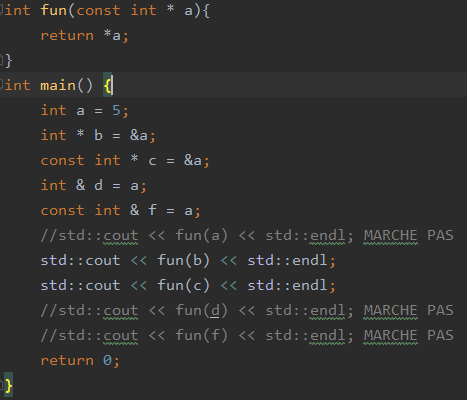 int fun(const int * a){
    return *a;
}
int main() {
    int a = 5;
    int * b = &a;
    const int * c = &a;
    int & d = a;
    const int & f = a;
    //std::cout << fun(a) << std::endl; MARCHE PAS
    std::cout << fun(b) << std::endl;
    std::cout << fun(c) << std::endl;
    //std::cout << fun(d) << std::endl; MARCHE PAS
    //std::cout << fun(f) << std::endl; MARCHE PAS
    return 0;
}